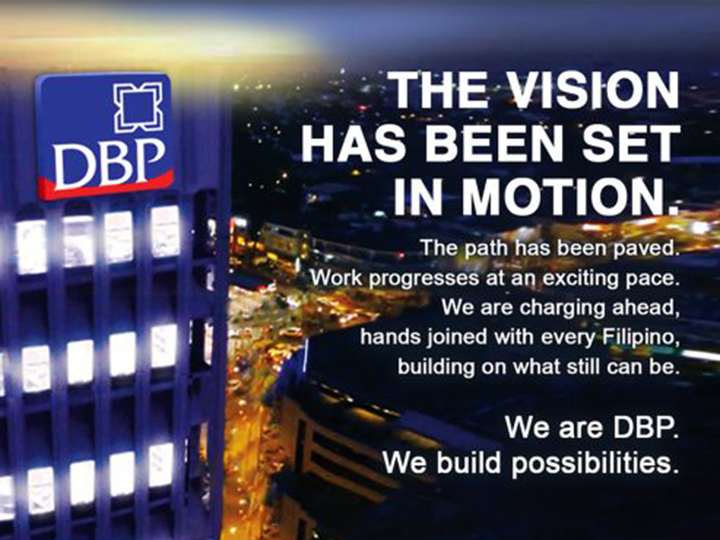 DBP
THE VISION
HAS BEEN SET
IN MOTION.
The path has been paved.
Work progresses at an exciting pace.
We are charging ahead,
hands joined with every Filipino,
building on what still can be.
We are DBP.
We build possibilities.